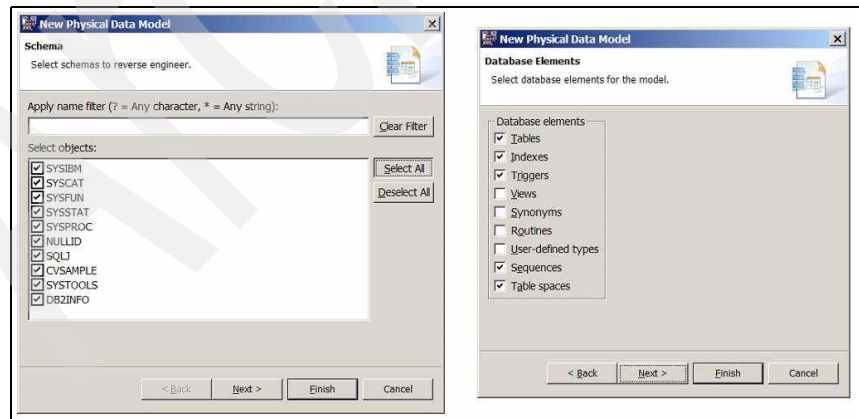 New Physical Data Model
Schema
Select schemas to reverse engineer.
Apply name filter (? = Any character, * = Any string):
Clear Filter
Select objects:
SYSIBM
SYSCAT
SYSFUN
SYSSTAT
SYSPROC
NULLID
SQLJ
CVSAMPLE
SYSTOOLS
DB2INFO
Select All
Deselect All
< Back
Next >
Finish
Cancel
New Physical Data Model
Database Elements
Select database elements for the model.
Database elements
Tables
Indexes
Triggers
Views
Synonyms
Routines
User-defined types
Sequences
Table spaces
< Back
Next >
Finish
Cancel